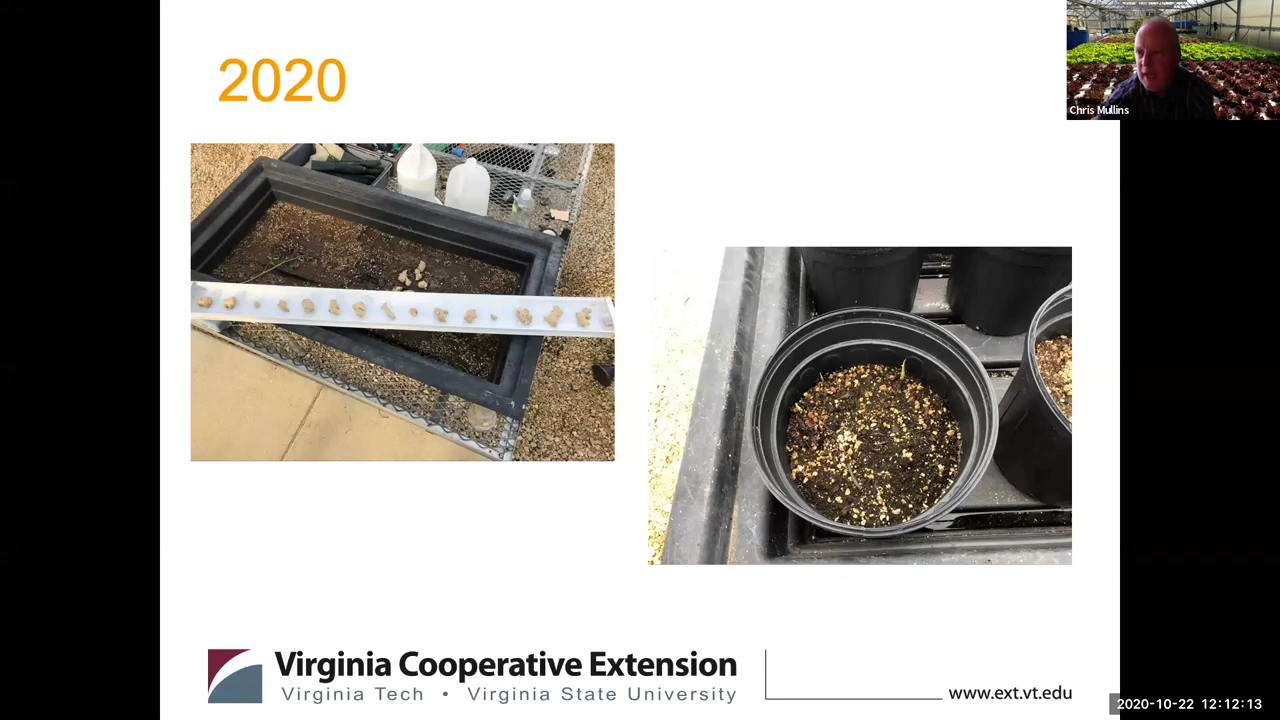 2020
Chris Mullins
Virginia Cooperative Extension
Virginia Tech • Virginia State University
www.ext.vt.edu
2020-10-22 12:12:13